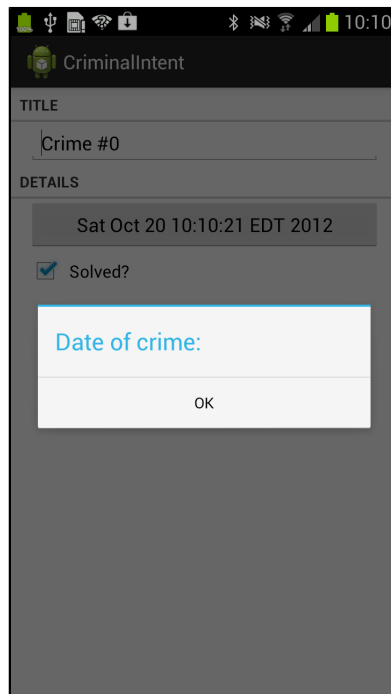 10:10
CriminalIntent
TITLE
Crime #0
DETAILS
Sat Oct 20 10:10:21 EDT 2012
Solved?
Date of crime:
OK